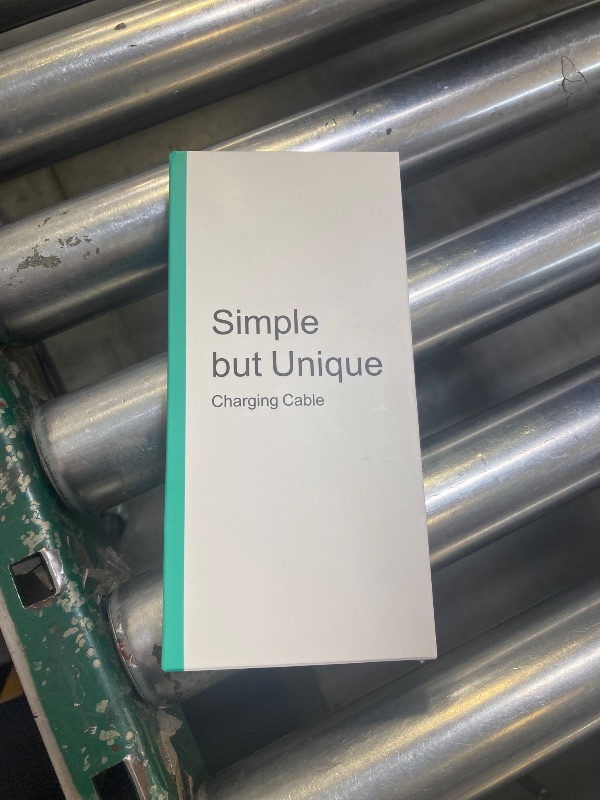 Simple
but Unique
Charging Cable